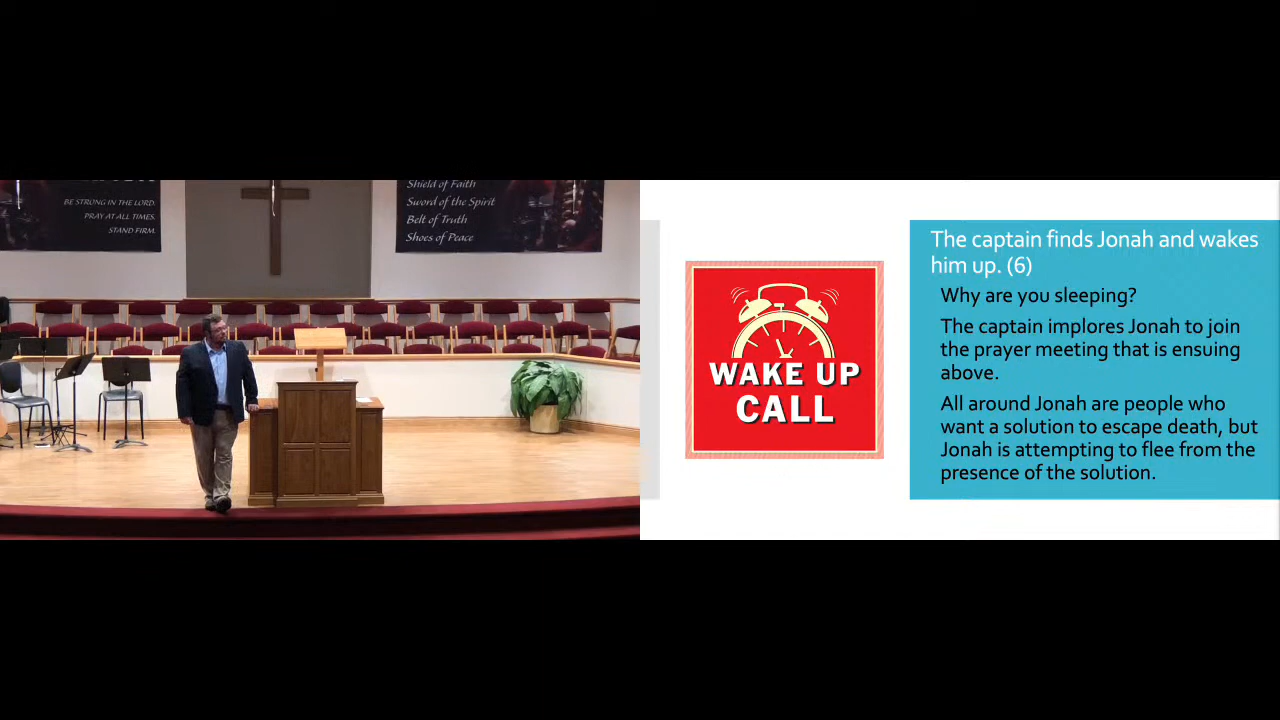 BE STRONG IN THE LORD.
PRAY AT ALL TIMES.
STAND FIRM.
Shield of Faith
Sword of the Spirit
Belt of Truth
Shoes of Peace
WAKE UP
CALL
The captain finds Jonah and wakes
him up. (6)
Why are you sleeping?
The captain implores Jonah to join
the prayer meeting that is ensuing
above.
All around Jonah are people who
want a solution to escape death, but
Jonah is attempting to flee from the
presence of the solution.